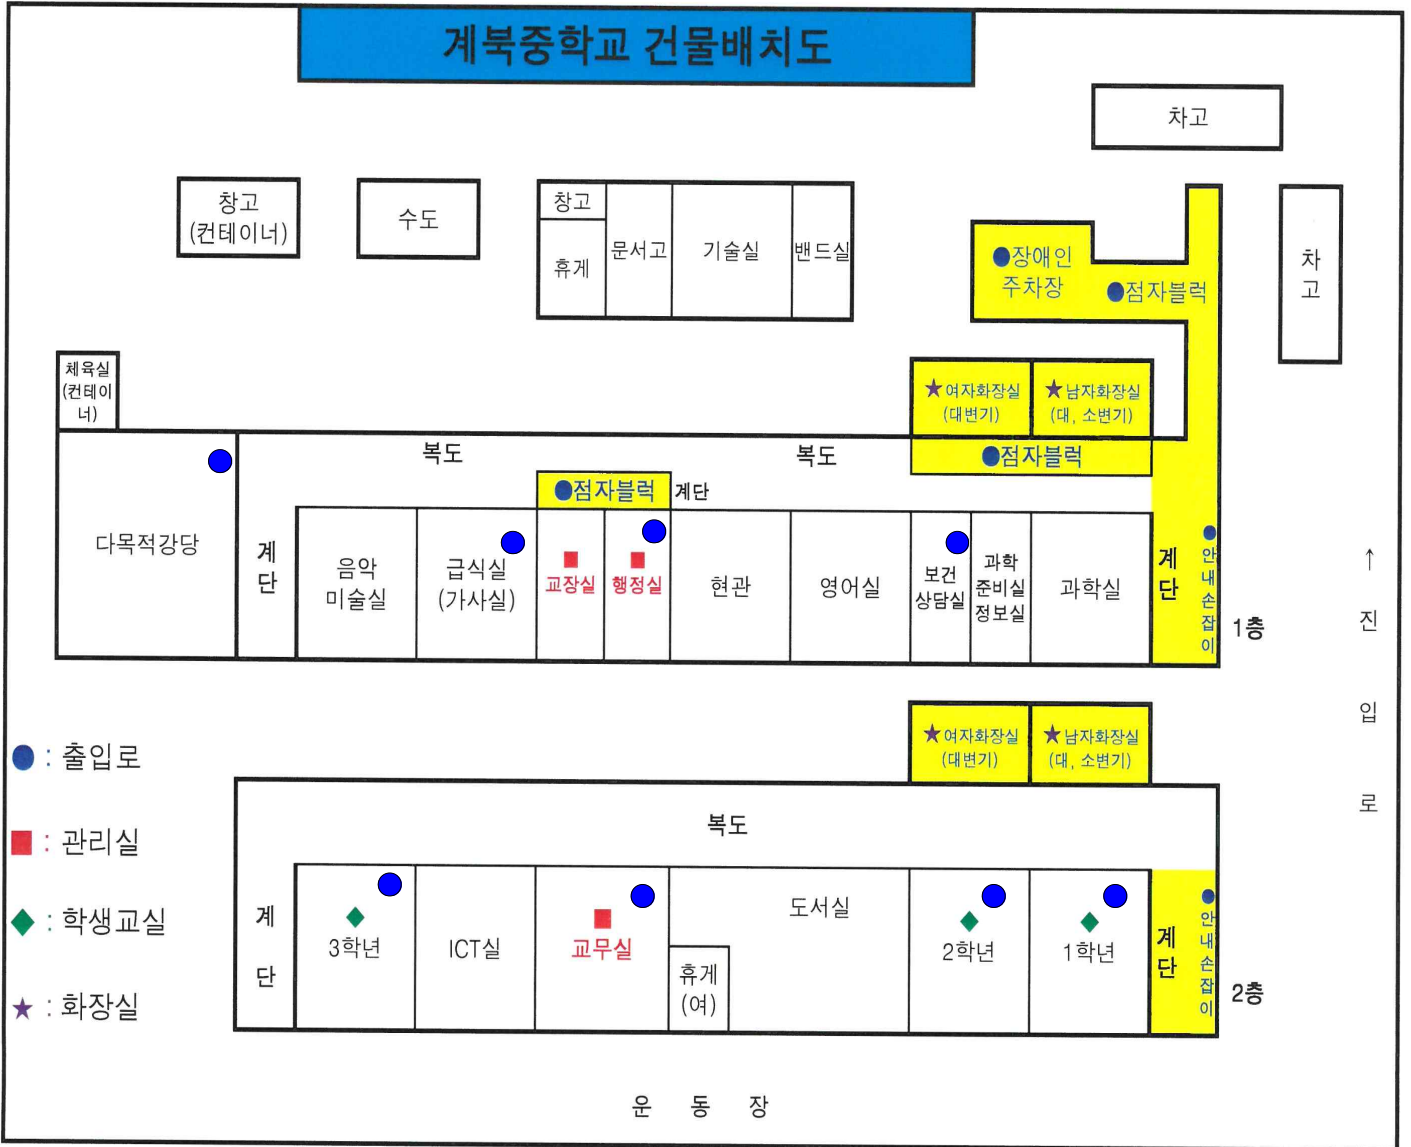 계북중학교 건물배치도
차고
창고
(컨테이너)
수도
창고
휴게
문서고
기술실
밴드실
●장애인
주차장
●점자블럭
차
고
체육실
(컨테이
너)
★여자화장실
(대변기)
★남자화장실
(대, 소변기)
복도
복도
●점자블럭
●점자블럭
계단
다목적강당
계
단
음악
미술실
급식실
(가사실)
■
교장실
■
행정실
현관
영어실
보건
상담실
과학
준비실
정보실
과학실
계
단
●
안
내
손
잡
이
1층
↑
진
입
로
★여자화장실
(대변기)
★남자화장실
(대, 소변기)
● : 출입로
■ : 관리실
◆ : 학생교실
★ : 화장실
복도
계
단
◆
3학년
ICT실
■
교무실
도서실
휴게
(여)
◆
2학년
◆
1학년
계
단
●
안
내
손
잡
이
2층
운 동 장